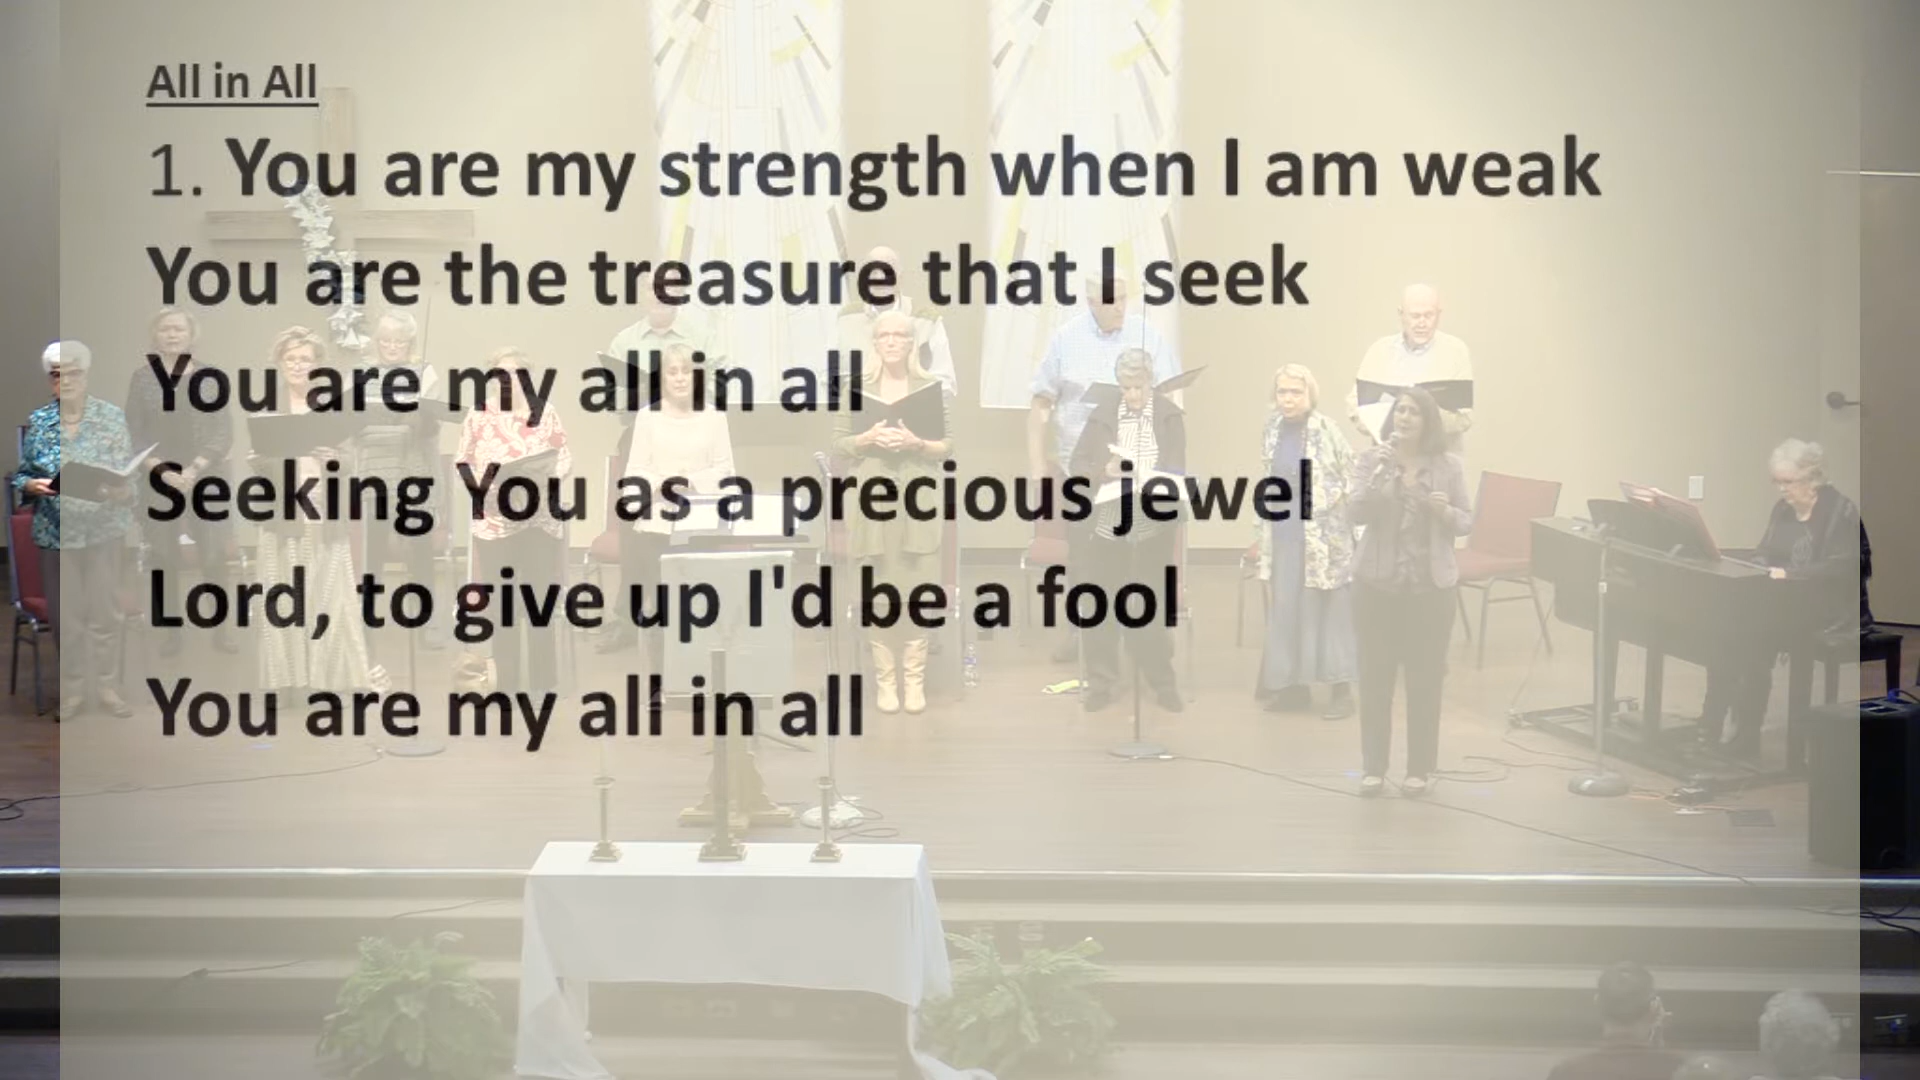 All in All
1. You are my strength when I am weak
You are the treasure that I seek
You are my all in all
Seeking You as a precious jewel
Lord, to give up I'd be a fool
You are my all in all